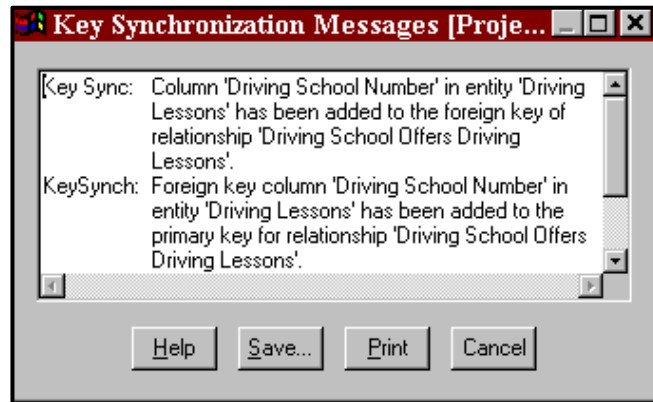 Key Synchronization Messages [Proje...
Key Sync: Column 'Driving School Number' in entity 'Driving
Lessons' has been added to the foreign key of
relationship 'Driving School Offers Driving
Lessons'.
KeySynch: Foreign key column 'Driving School Number' in
entity 'Driving Lessons' has been added to the
primary key for relationship 'Driving School Offers
Driving Lessons'.
Help Save... Print Cancel